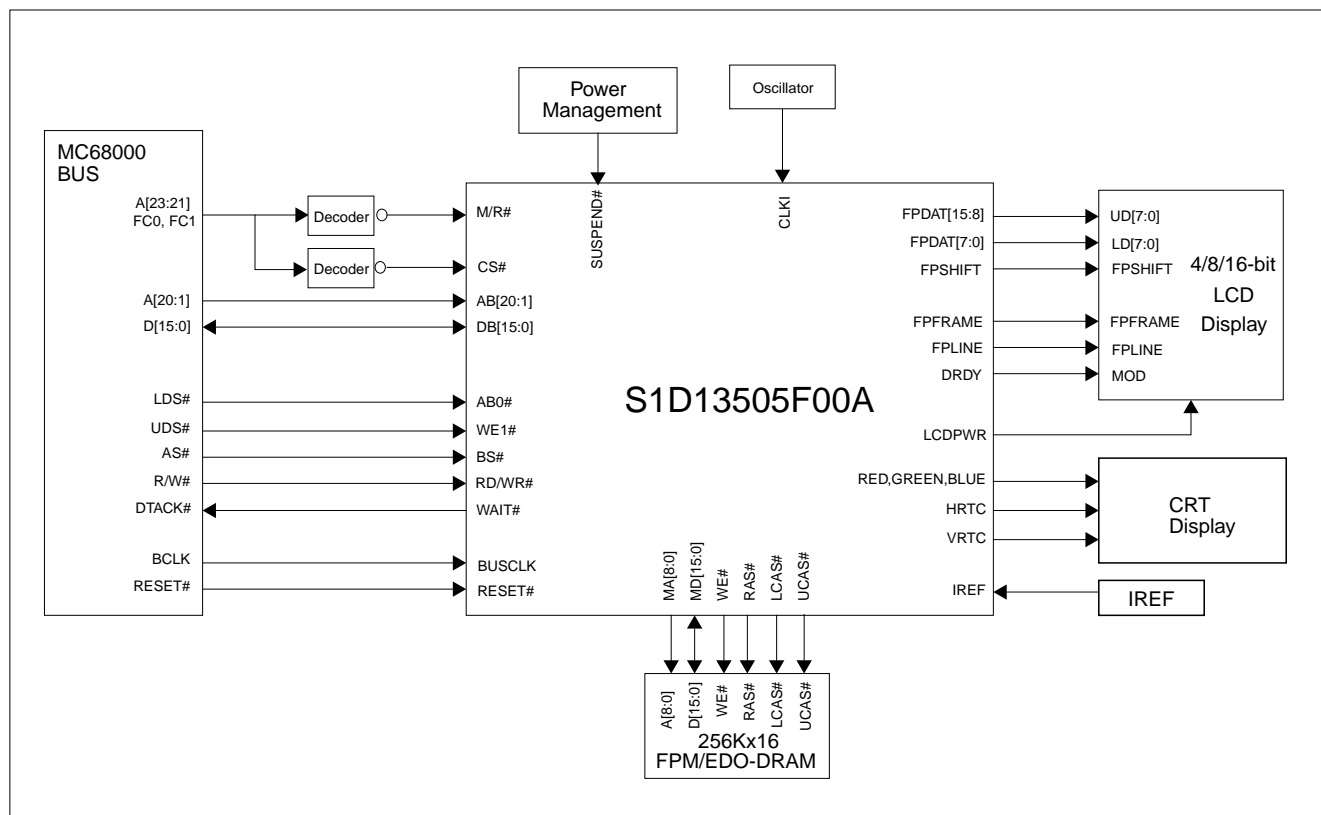 Power
Management
Oscillator
MC68000
BUS
A[23:21]
FC0, FC1
Decoder
Decoder
A[20:1]
D[15:0]
LDS#
UDS#
AS#
R/W#
DTACK#
BCLK
RESET#
M/R#
CS#
AB[20:1]
DB[15:0]
AB0#
WE1#
BS#
RD/WR#
WAIT#
BUSCLK
RESET#
SUSPEND#
CLKI
S1D13505F00A
FPDAT[15:8]
FPDAT[7:0]
FPSHIFT
FPFRAME
FPLINE
DRDY
LCDPWR
RED,GREEN,BLUE
HRTC
VRTC
IREF
UD[7:0]
LD[7:0]
FPSHIFT
FPFRAME
FPLINE
MOD
4/8/16-bit
LCD
Display
CRT
Display
IREF
MA[8:0]
MD[15:0]
WE#
RAS#
LCAS#
UCAS#
A[8:0]
D[15:0]
WE#
RAS#
LCAS#
UCAS#
256Kx16
FPM/EDO-DRAM